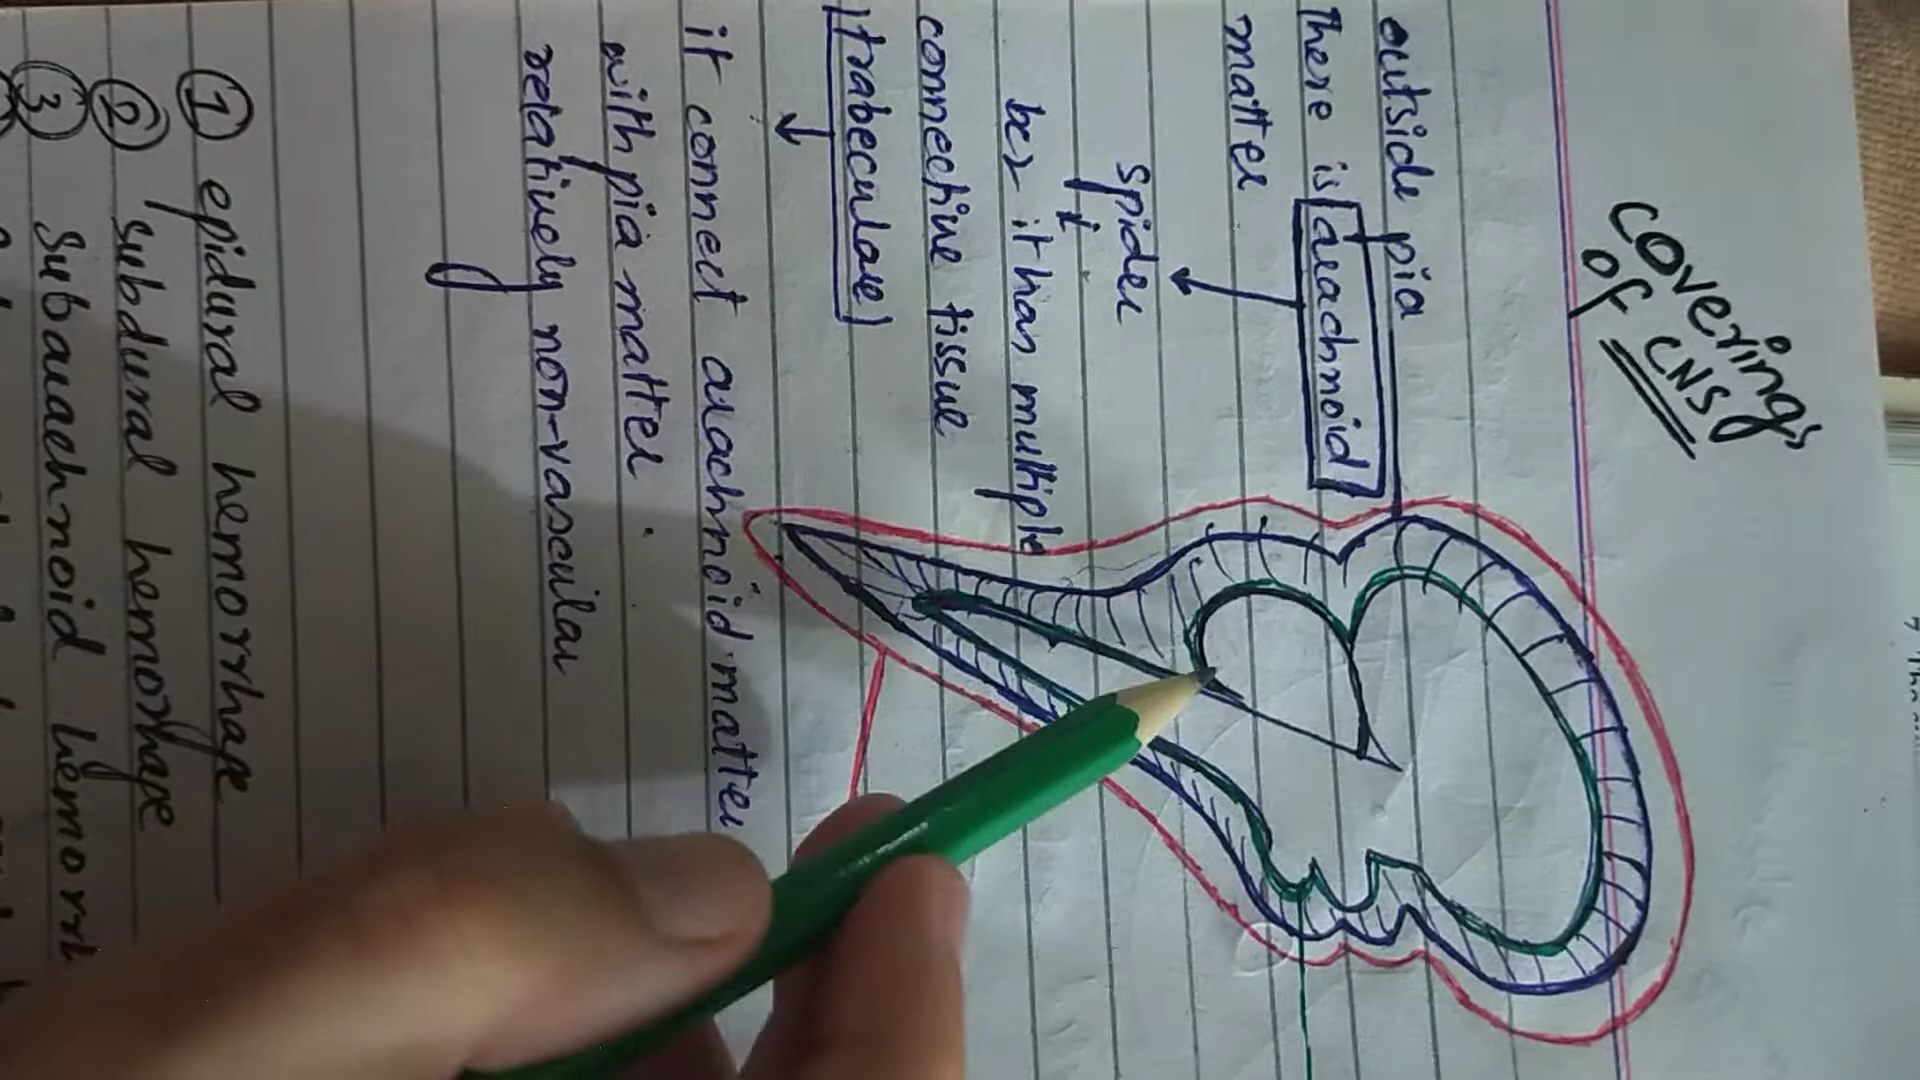 Coverings
of CNS
outside pia
there is arachnoid
matter
spider
bcz it has multiple
connective tissue
trabeculae
it connect arachnoid matter
with pia matter
relatively non-vascular
1 epidural hemorrhage
2 subdural hemorrhage
3 Subarachnoid hemorrh